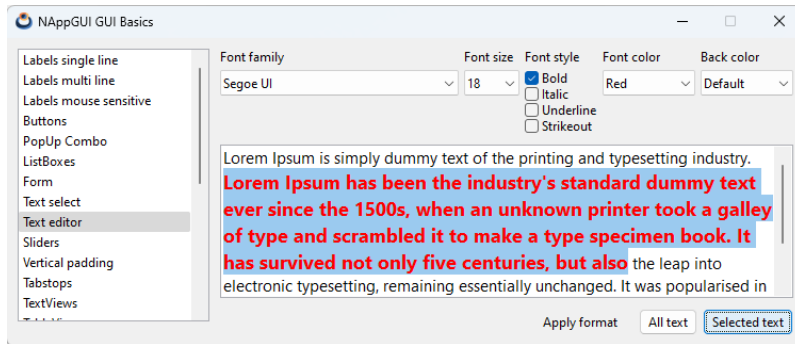 NAppGUI GUI Basics
Labels single line
Labels multi line
Labels mouse sensitive
Buttons
PopUp Combo
ListBoxes
Form
Text select
Text editor
Sliders
Vertical padding
Tabstops
TextViews
Font family
Segoe UI
Font size
18
Font style
Bold
Italic
Underline
Strikeout
Font color
Red
Back color
Default
Lorem Ipsum is simply dummy text of the printing and typesetting industry.
Lorem Ipsum has been the industry's standard dummy text
ever since the 1500s, when an unknown printer took a galley
of type and scrambled it to make a type specimen book. It
has survived not only five centuries, but also the leap into
electronic typesetting, remaining essentially unchanged. It was popularised in
Apply format
All text
Selected text